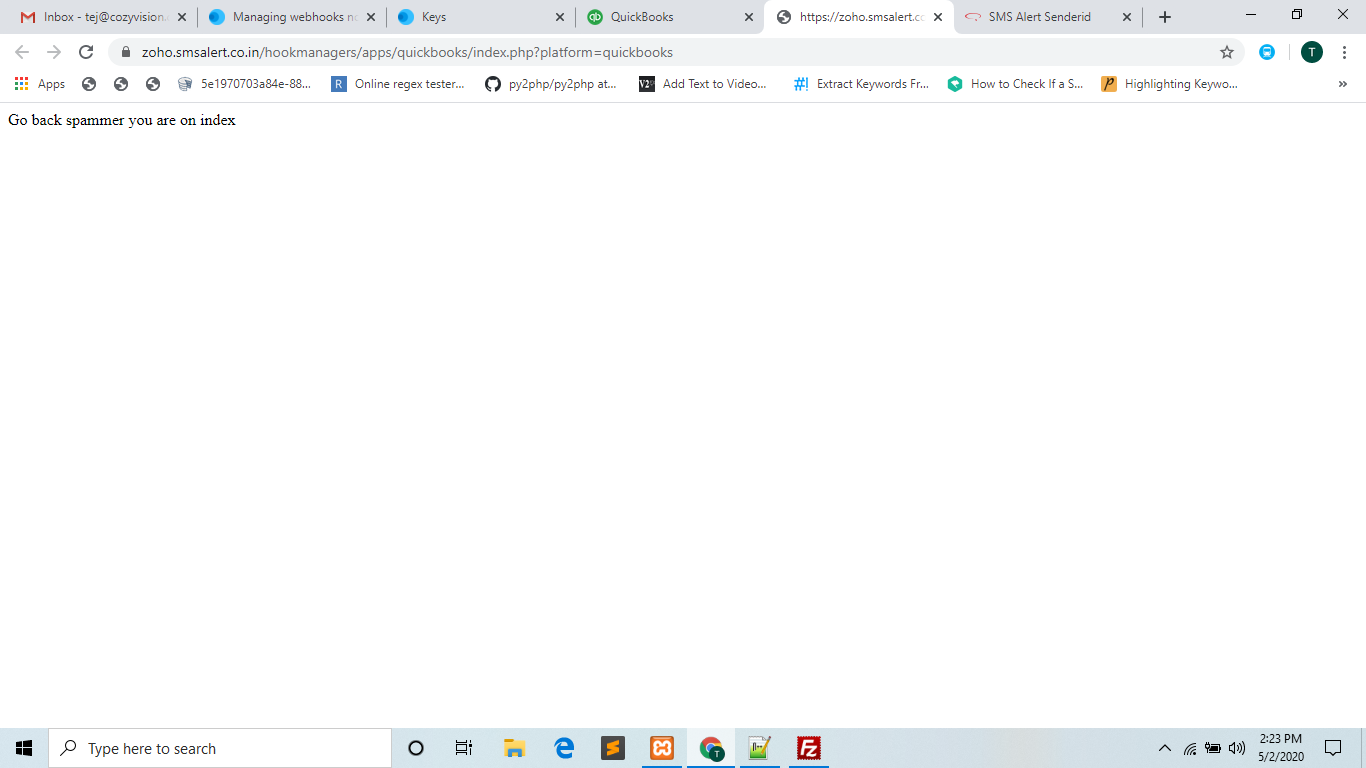 Inbox - tej@cozyvision.
Managing webhooks no
Keys
QuickBooks
https://zoho.smsalert.co
SMS Alert Senderid
zoho.smsalert.co.in/hookmanagers/apps/quickbooks/index.php?platform=quickbooks
T
Apps
5e1970703a84e-88...
R
Online regex tester...
py2php/py2php at...
Add Text to Video...
#!
Extract Keywords Fr...
How to Check If a S...
Highlighting Keywo...
»
Go back spammer you are on index
Type here to search
2:23 PM
5/2/2020